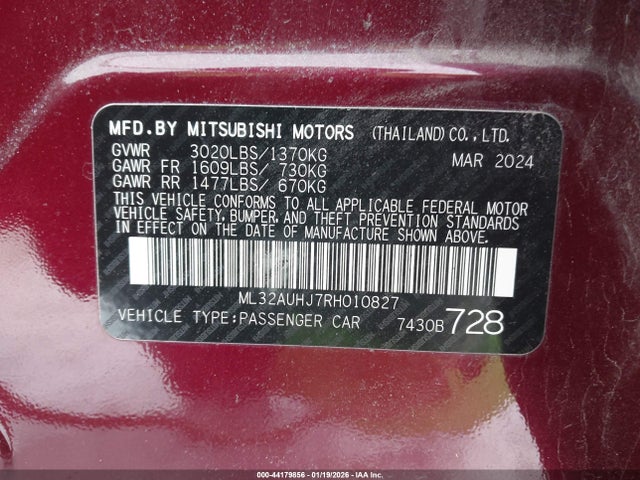 MFD.BY MITSUBISHI MOTORS (THAILAND)CO.,LTD.
GVWR 3020LBS/1370KG MAR 2024
GAWR FR 1609LBS/ 730KG
GAWR RR 1477LBS/ 670KG
THIS VEHICLE CONFORMS TO ALL APPLICABLE FEDERAL MOTOR
VEHICLE SAFETY, BUMPER, AND THEFT PREVENTION STANDARDS
IN EFFECT ON THE DATE OF MANUFACTURE SHOWN ABOVE.
ML32AUHJ7RH010827
VEHICLE TYPE:PASSENGER CAR 7430B 728
000-44179856 - 01/19/2026 - IAAI.COM